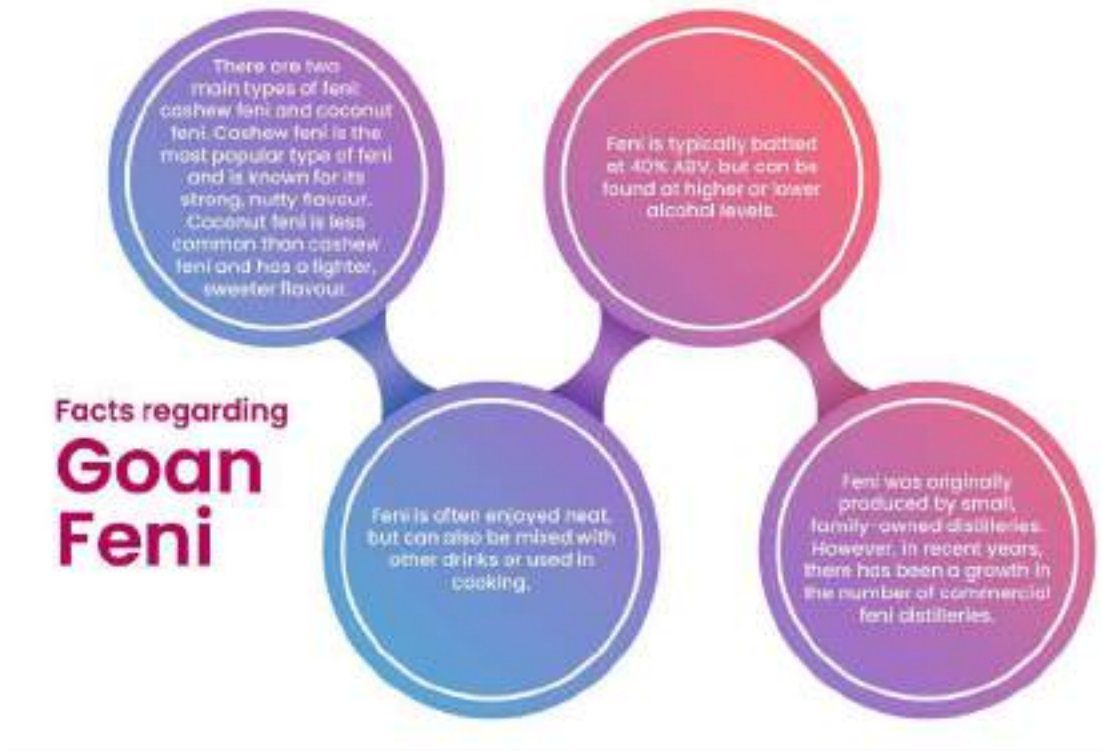 There are two
main types of feni:
cashew feni and coconut
feni. Cashew feni is the
most popular type of feni
and is known for its
strong, nutty flavour.
Coconut feni is less
common than cashew
feni and has a lighter,
sweeter flavour.
Feni is typically bottled
at 40% ABV, but can be
found at higher or lower
alcohol levels.
Facts regarding
Goan
Feni
Feni is often enjoyed neat,
but can also be mixed with
other drinks or used in
cooking.
Feni was originally
produced by small,
family-owned distilleries.
However, in recent years,
there has been a growth in
the number of commercial
feni distilleries.